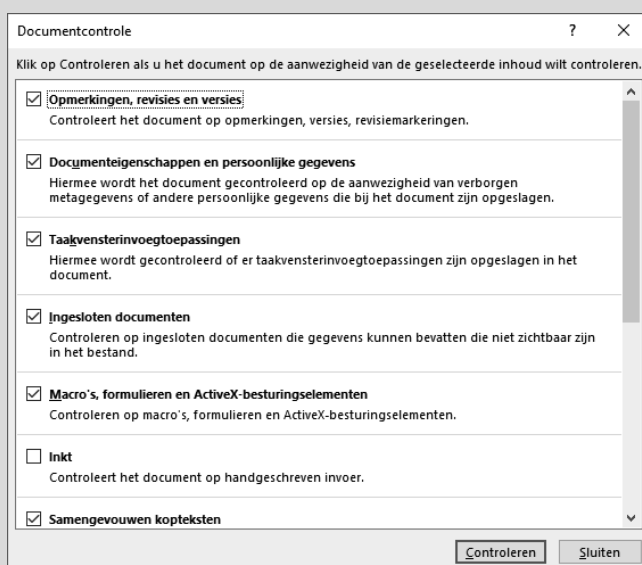 Documentcontrole
Klik op Controleren als u het document op de aanwezigheid van de geselecteerde inhoud wilt controleren.
Opmerkingen, revisies en versies
Controleert het document op opmerkingen, versies, revisiemarkeringen.
Documenteigenschappen en persoonlijke gegevens
Hiermee wordt het document gecontroleerd op de aanwezigheid van verborgen
metagegevens of andere persoonlijke gegevens die bij het document zijn opgeslagen.
Taakvensterinvoegtoepassingen
Hiermee wordt gecontroleerd of er taakvensterinvoegtoepassingen zijn opgeslagen in het
document.
Ingesloten documenten
Controleren op ingesloten documenten die gegevens kunnen bevatten die niet zichtbaar zijn
in het bestand.
Macro's, formulieren en ActiveX-besturingselementen
Controleren op macro's, formulieren en ActiveX-besturingselementen.
Inkt
Controleert het document op handgeschreven invoer.
Samengevouwen kopteksten
Controleren Sluiten